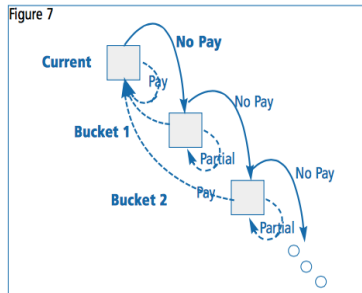 Figure 7
No Pay
Current
Pay
No Pay
Bucket 1
Partial
No Pay
Pay
Bucket 2
Partial